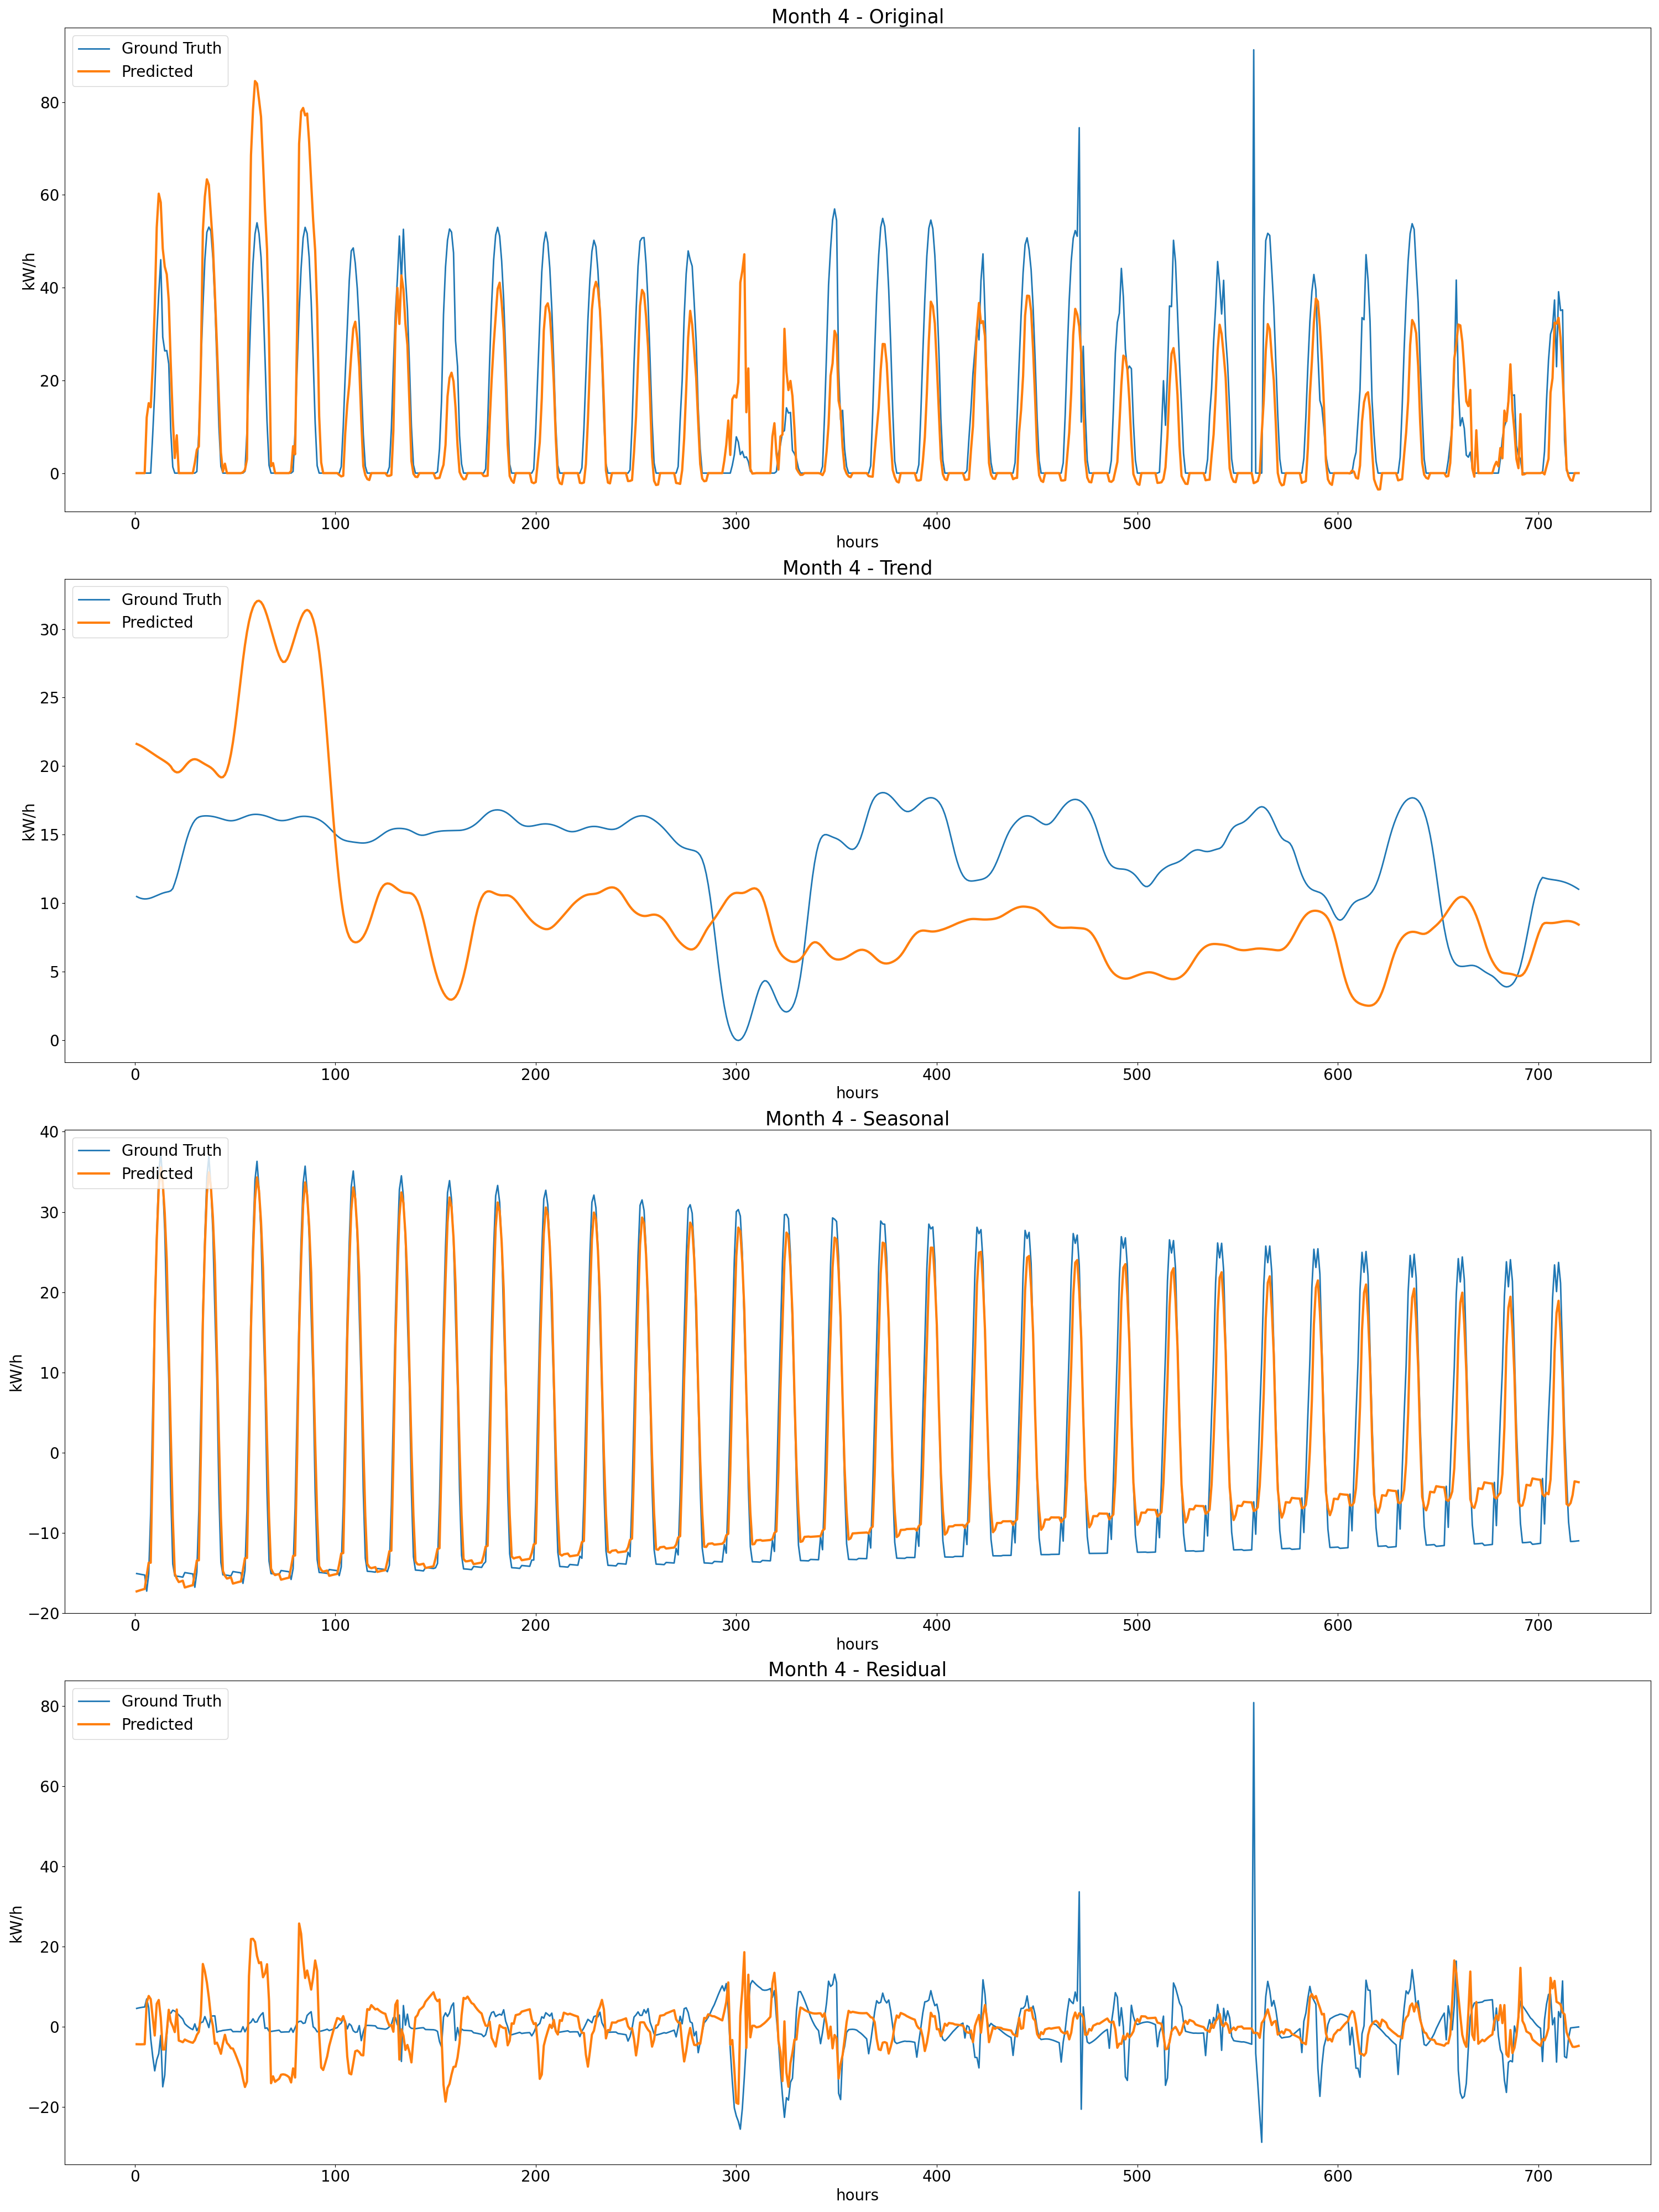 Month 4 - Original
Ground Truth
Predicted
kW/h
80
60
40
20
0
0 100 200 300 400 500 600 700
hours
Month 4 - Trend
Ground Truth
Predicted
kW/h
30
25
20
15
10
5
0
0 100 200 300 400 500 600 700
hours
Month 4 - Seasonal
Ground Truth
Predicted
kW/h
40
30
20
10
0
−10
−20
0 100 200 300 400 500 600 700
hours
Month 4 - Residual
Ground Truth
Predicted
kW/h
80
60
40
20
0
−20
0 100 200 300 400 500 600 700
hours